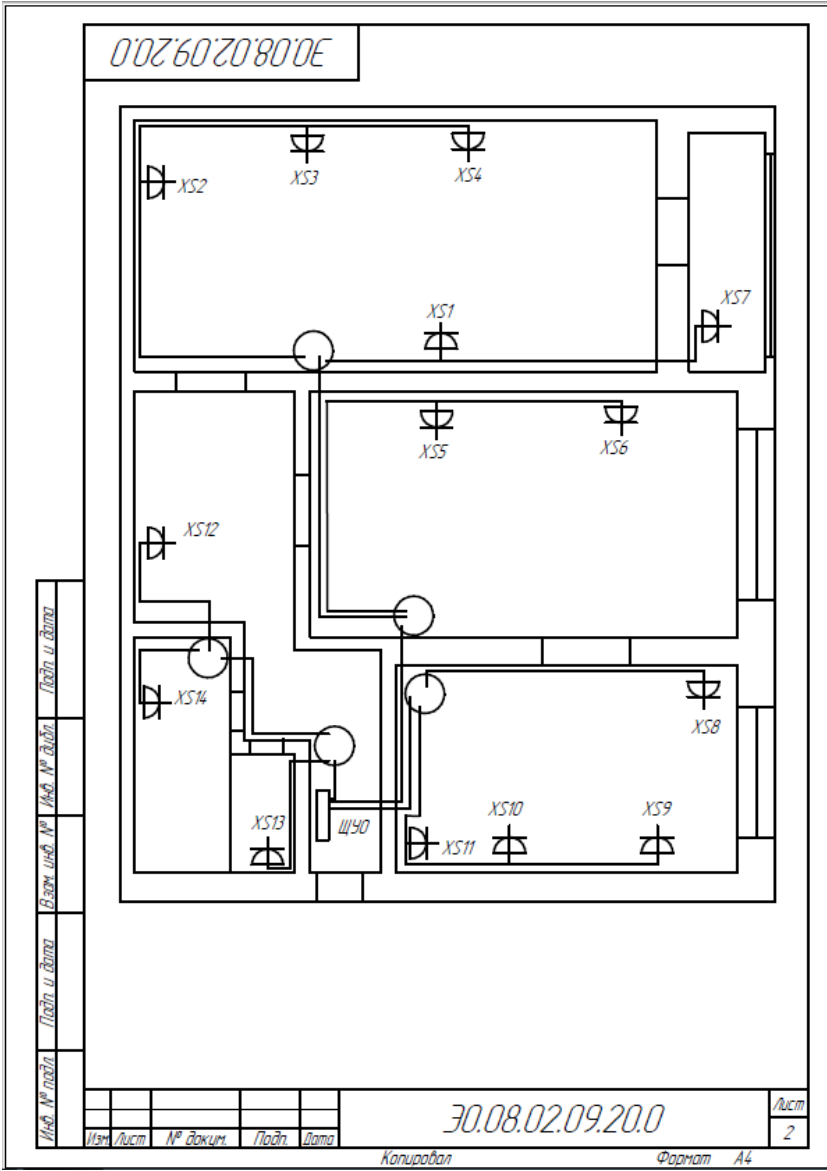 ЭО.08.02.09.20.0
XS3
XS4
XS2
XS7
XS1
XS5
XS6
XS12
XS14
XS8
XS13
ЩУО
XS10
XS9
XS11
Подп. и дата
Инв. № дубл.
Взам. инв. №
Подп. и дата
Инв. № подл.
ЭО.08.02.09.20.0
Лист
2
Изм. Лист № докум. Подп. Дата
Копировал Формат А4